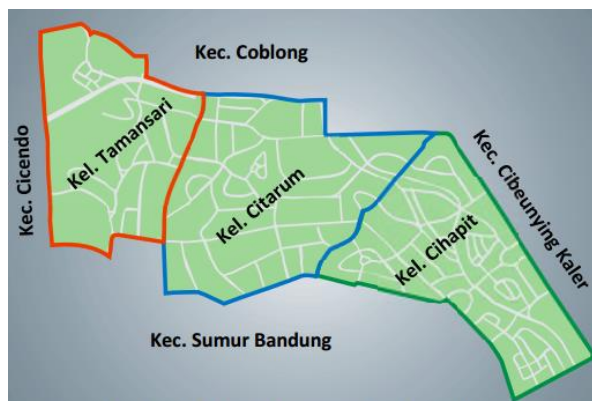 Kec. Coblong
Kec. Cicendo
Kel. Tamansari
Kel. Citarum
Kel. Cihapit
Kec. Cibeunying Kaler
Kec. Sumur Bandung